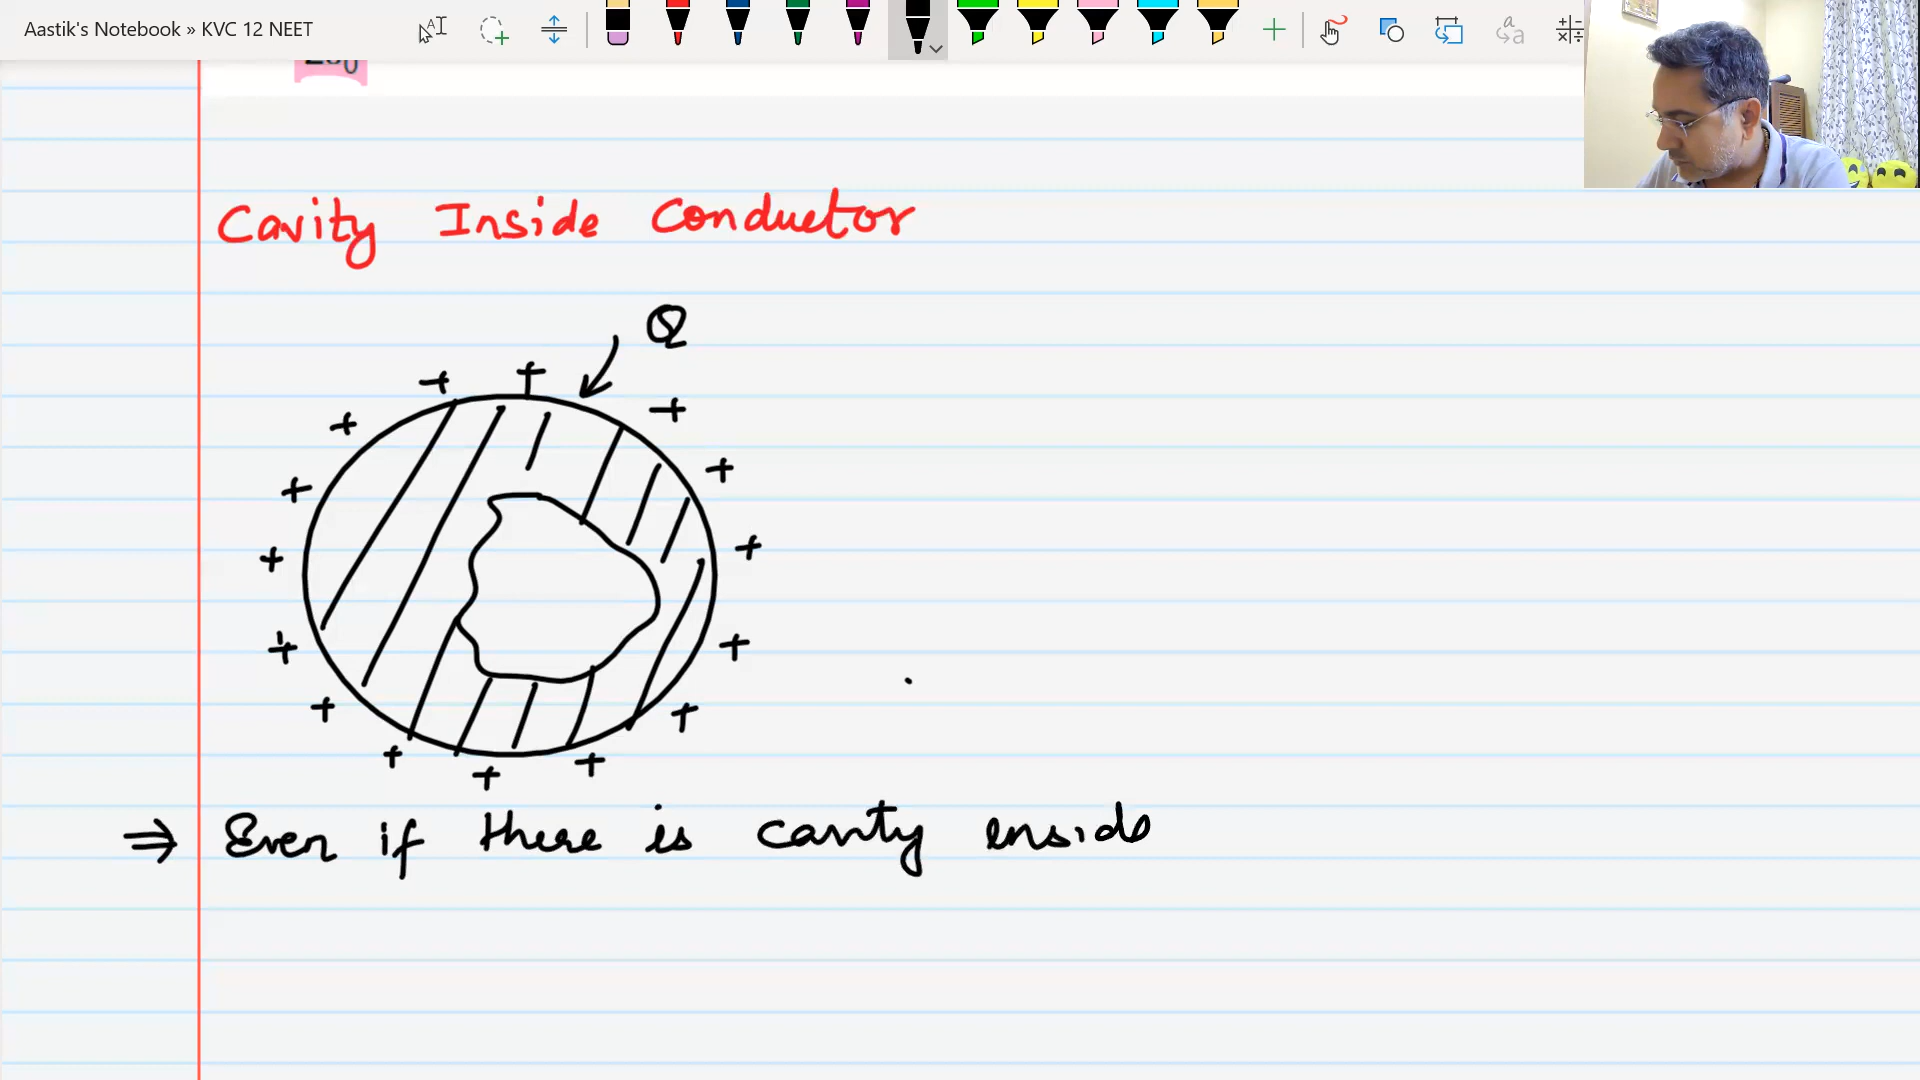 Aastik's Notebook » KVC 12 NEET
Cavity Inside Conductor
Q
+ + + + + + + + + + + + + + + + +
⇒ Even if there is cavity inside